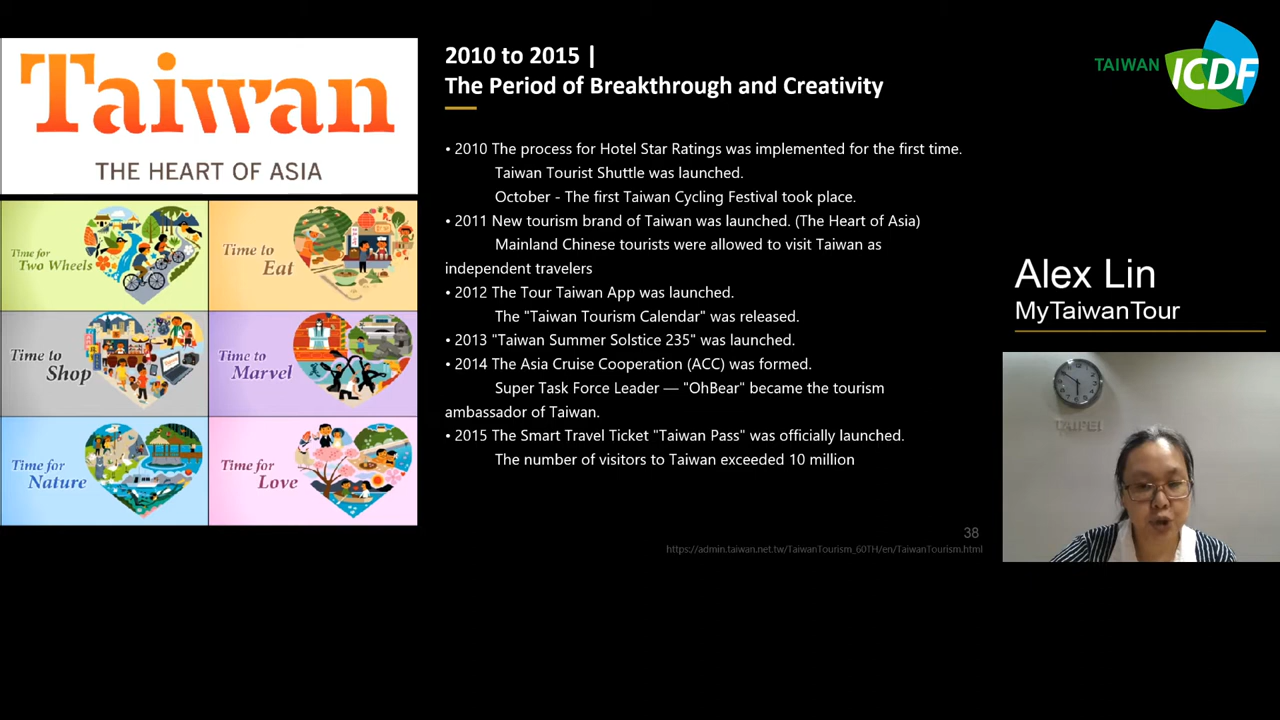 Taiwan
THE HEART OF ASIA
Time for
Two Wheels
Time to
Eat
Time to
Shop
Time to
Marvel
Time for
Nature
Time for
Love
2010 to 2015 |
The Period of Breakthrough and Creativity
• 2010 The process for Hotel Star Ratings was implemented for the first time.
Taiwan Tourist Shuttle was launched.
October - The first Taiwan Cycling Festival took place.
• 2011 New tourism brand of Taiwan was launched. (The Heart of Asia)
Mainland Chinese tourists were allowed to visit Taiwan as
independent travelers
• 2012 The Tour Taiwan App was launched.
The "Taiwan Tourism Calendar" was released.
• 2013 "Taiwan Summer Solstice 235" was launched.
• 2014 The Asia Cruise Cooperation (ACC) was formed.
Super Task Force Leader — "OhBear" became the tourism
ambassador of Taiwan.
• 2015 The Smart Travel Ticket "Taiwan Pass" was officially launched.
The number of visitors to Taiwan exceeded 10 million
38
https://admin.taiwan.net.tw/TaiwanTourism_60TH/en/TaiwanTourism.html
TAIWAN ICDF
Alex Lin
MyTaiwanTour
TAIPEI